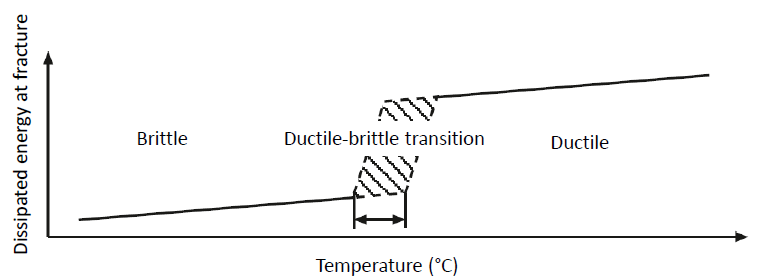 Dissipated energy at fracture
Brittle
Ductile-brittle transition
Ductile
Temperature (°C)